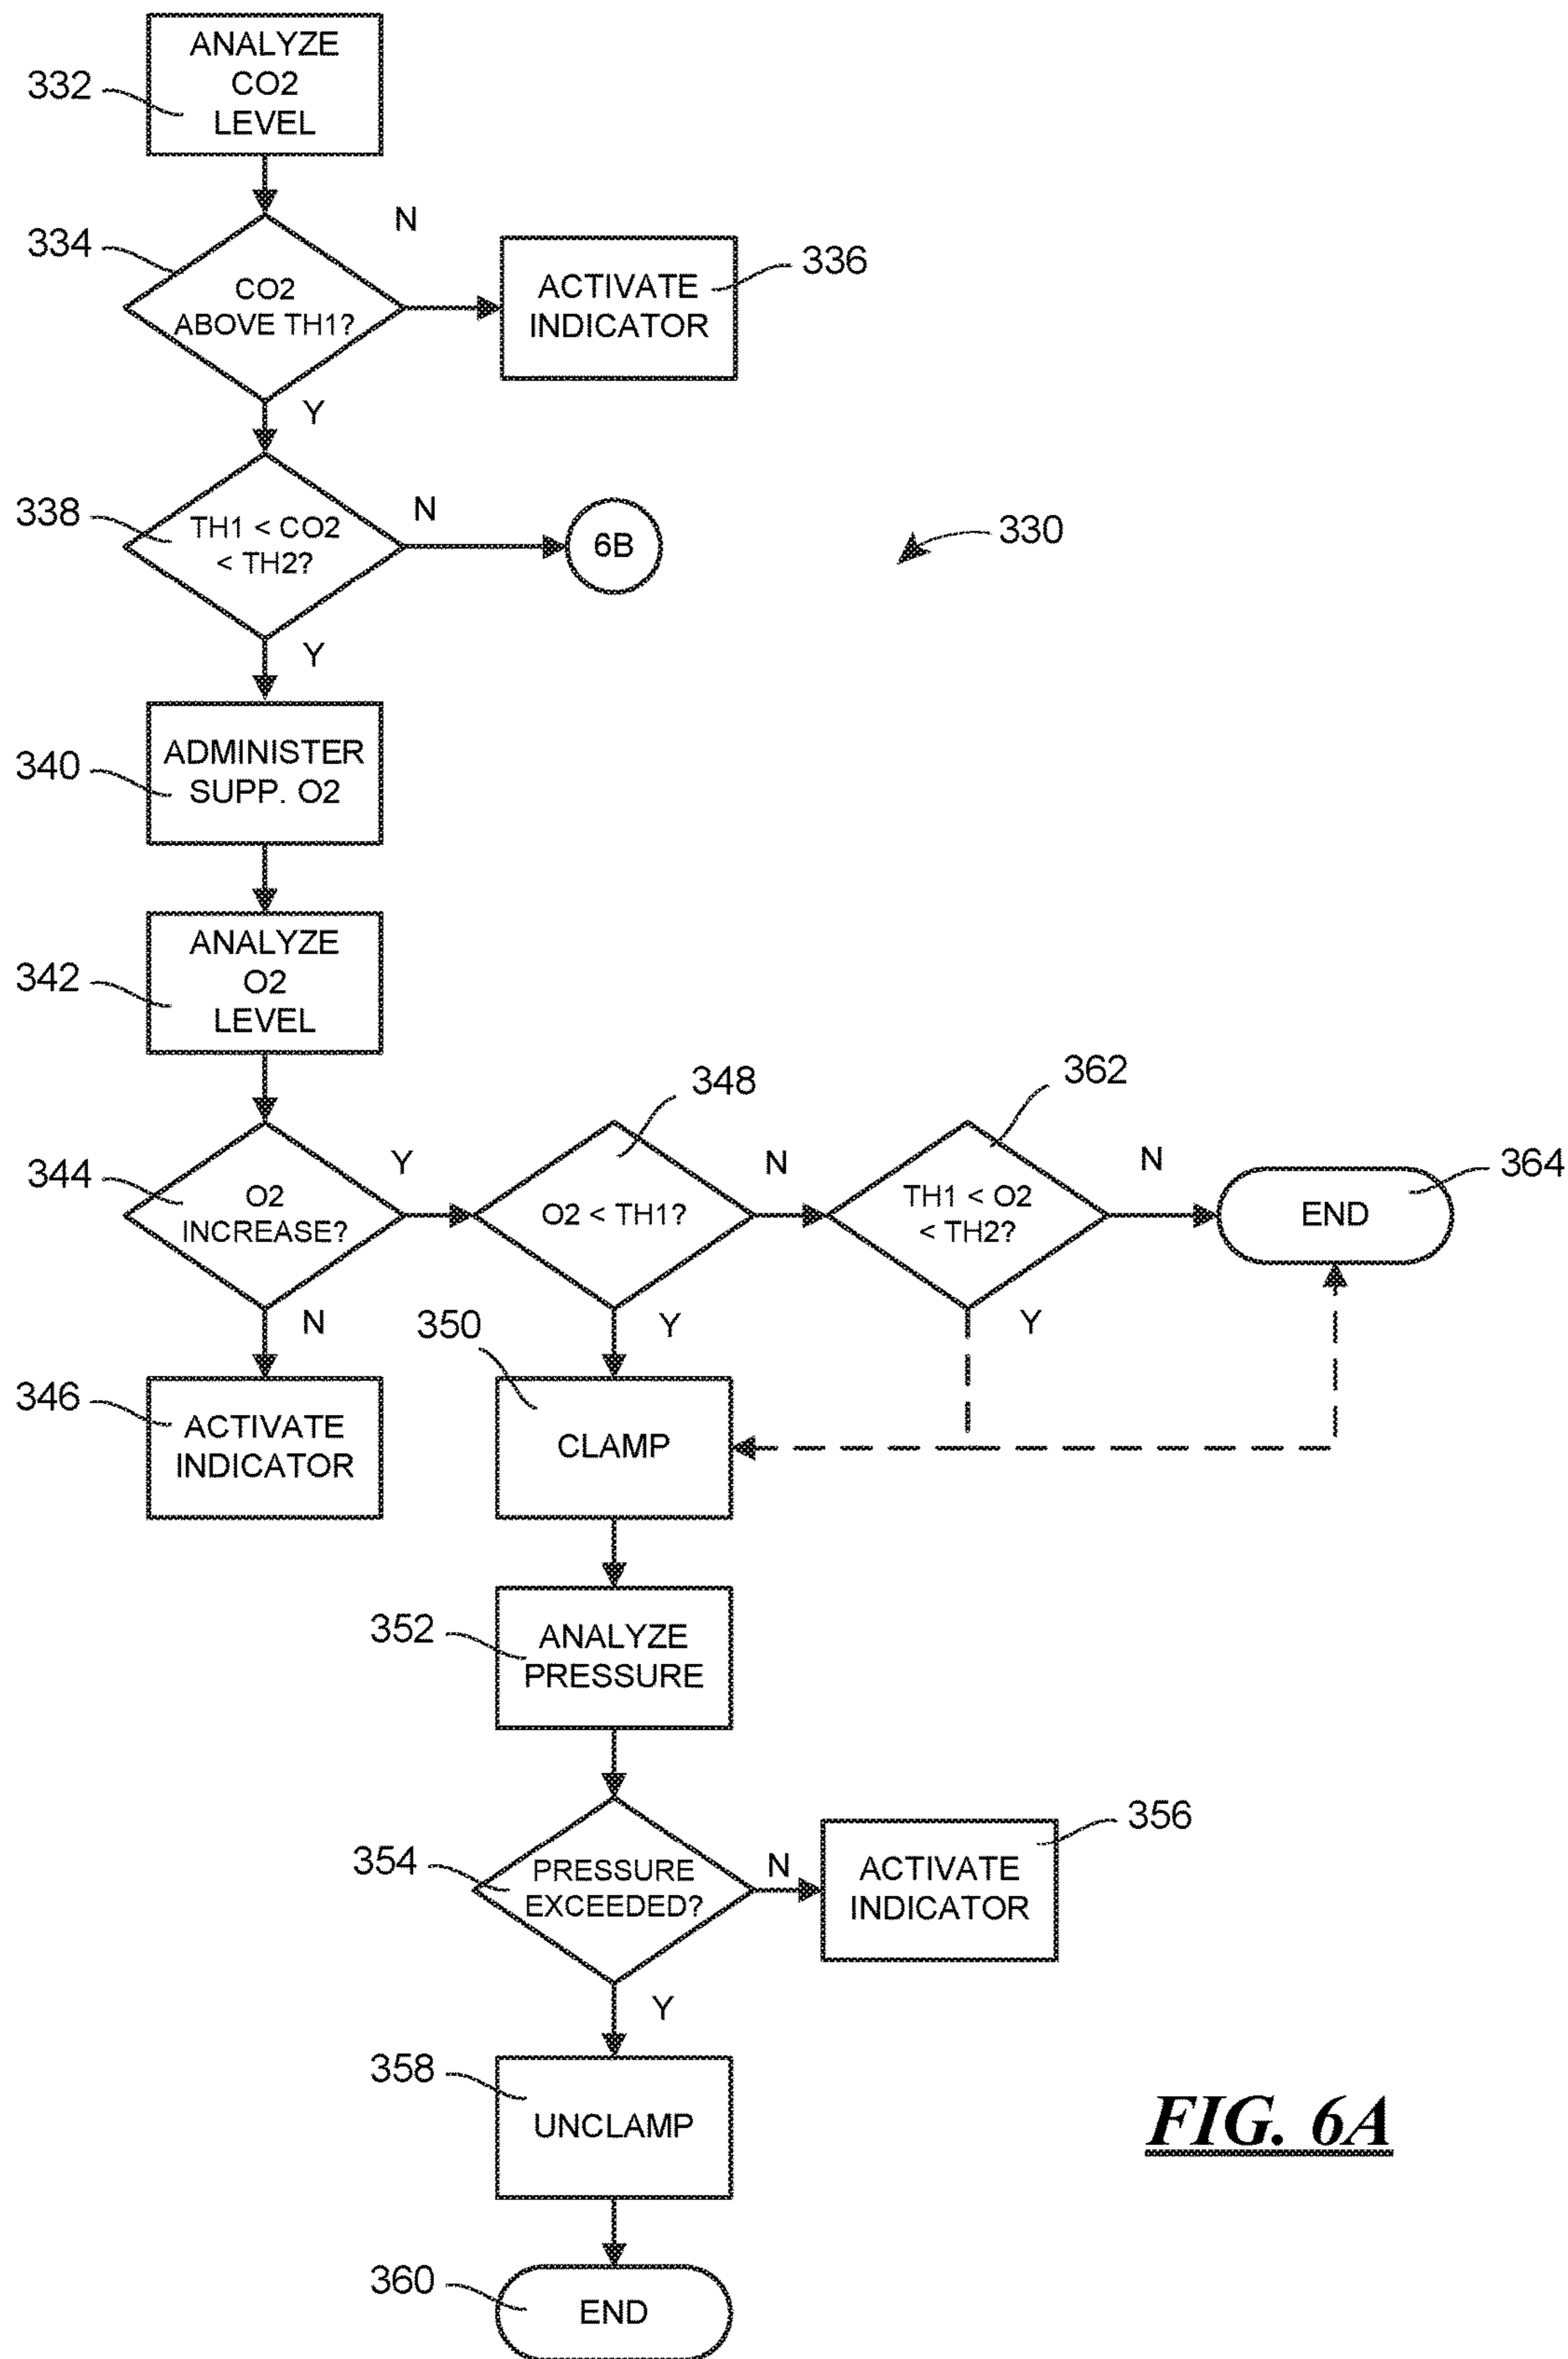 ANALYZE
CO2
LEVEL
332
N
334
CO2
ABOVE TH1?
ACTIVATE
INDICATOR
336
Y
338
TH1 < CO2
< TH2?
N
6B
330
Y
340
ADMINISTER
SUPP. O2
342
ANALYZE
O2
LEVEL
344
O2
INCREASE?
Y
348
O2 < TH1?
N
362
TH1 < O2
< TH2?
N
END
364
N
Y
Y
346
ACTIVATE
INDICATOR
350
CLAMP
352
ANALYZE
PRESSURE
354
PRESSURE
EXCEEDED?
N
ACTIVATE
INDICATOR
356
Y
358
UNCLAMP
FIG. 6A
360
END